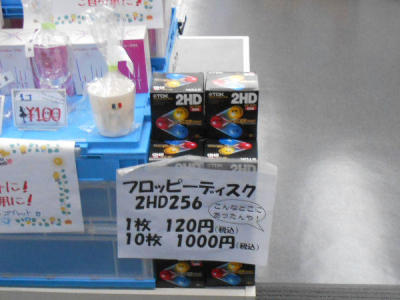 ¥100
TDK
2HD
TDK
2HD
フロッピーディスク
2HD256
こんなとこに
あったんや!
1枚 120円(税込)
10枚 1000円(税込)